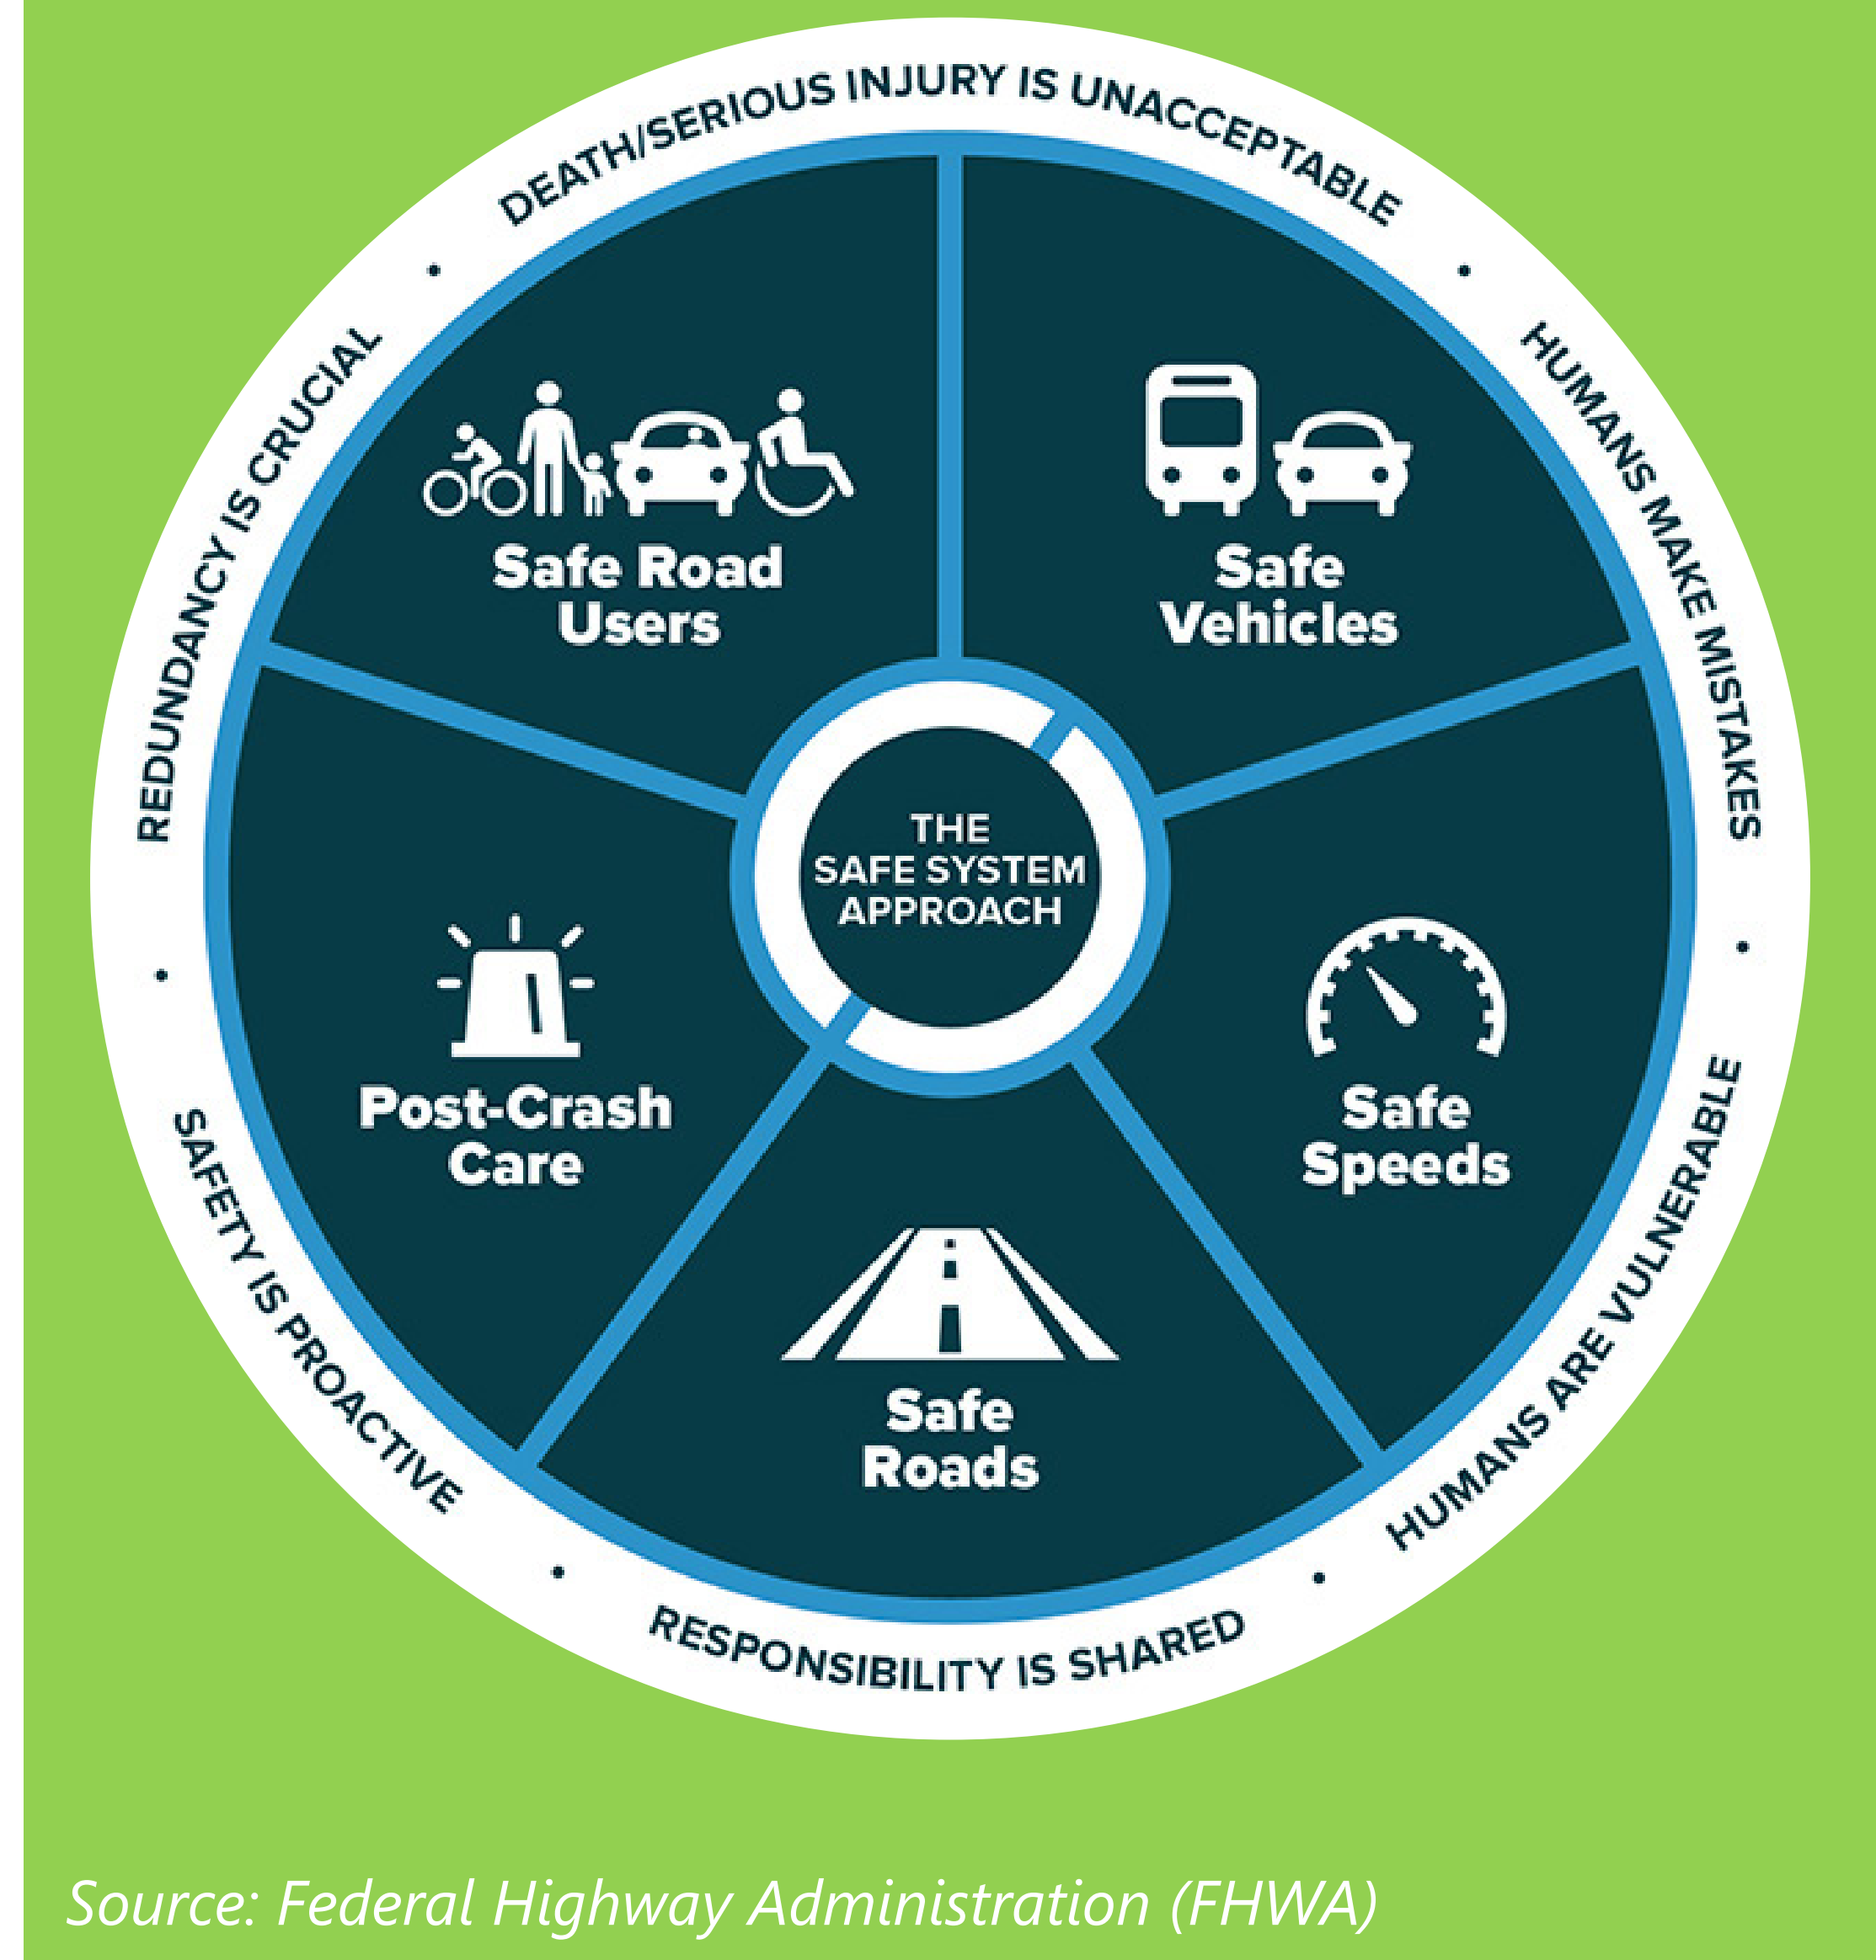 DEATH/SERIOUS INJURY IS UNACCEPTABLE
HUMANS MAKE MISTAKES
HUMANS ARE VULNERABLE
RESPONSIBILITY IS SHARED
SAFETY IS PROACTIVE
REDUNDANCY IS CRUCIAL
Safe Road
Users
Safe
Vehicles
Safe
Speeds
Safe
Roads
Post-Crash
Care
THE
SAFE SYSTEM
APPROACH
Source: Federal Highway Administration (FHWA)